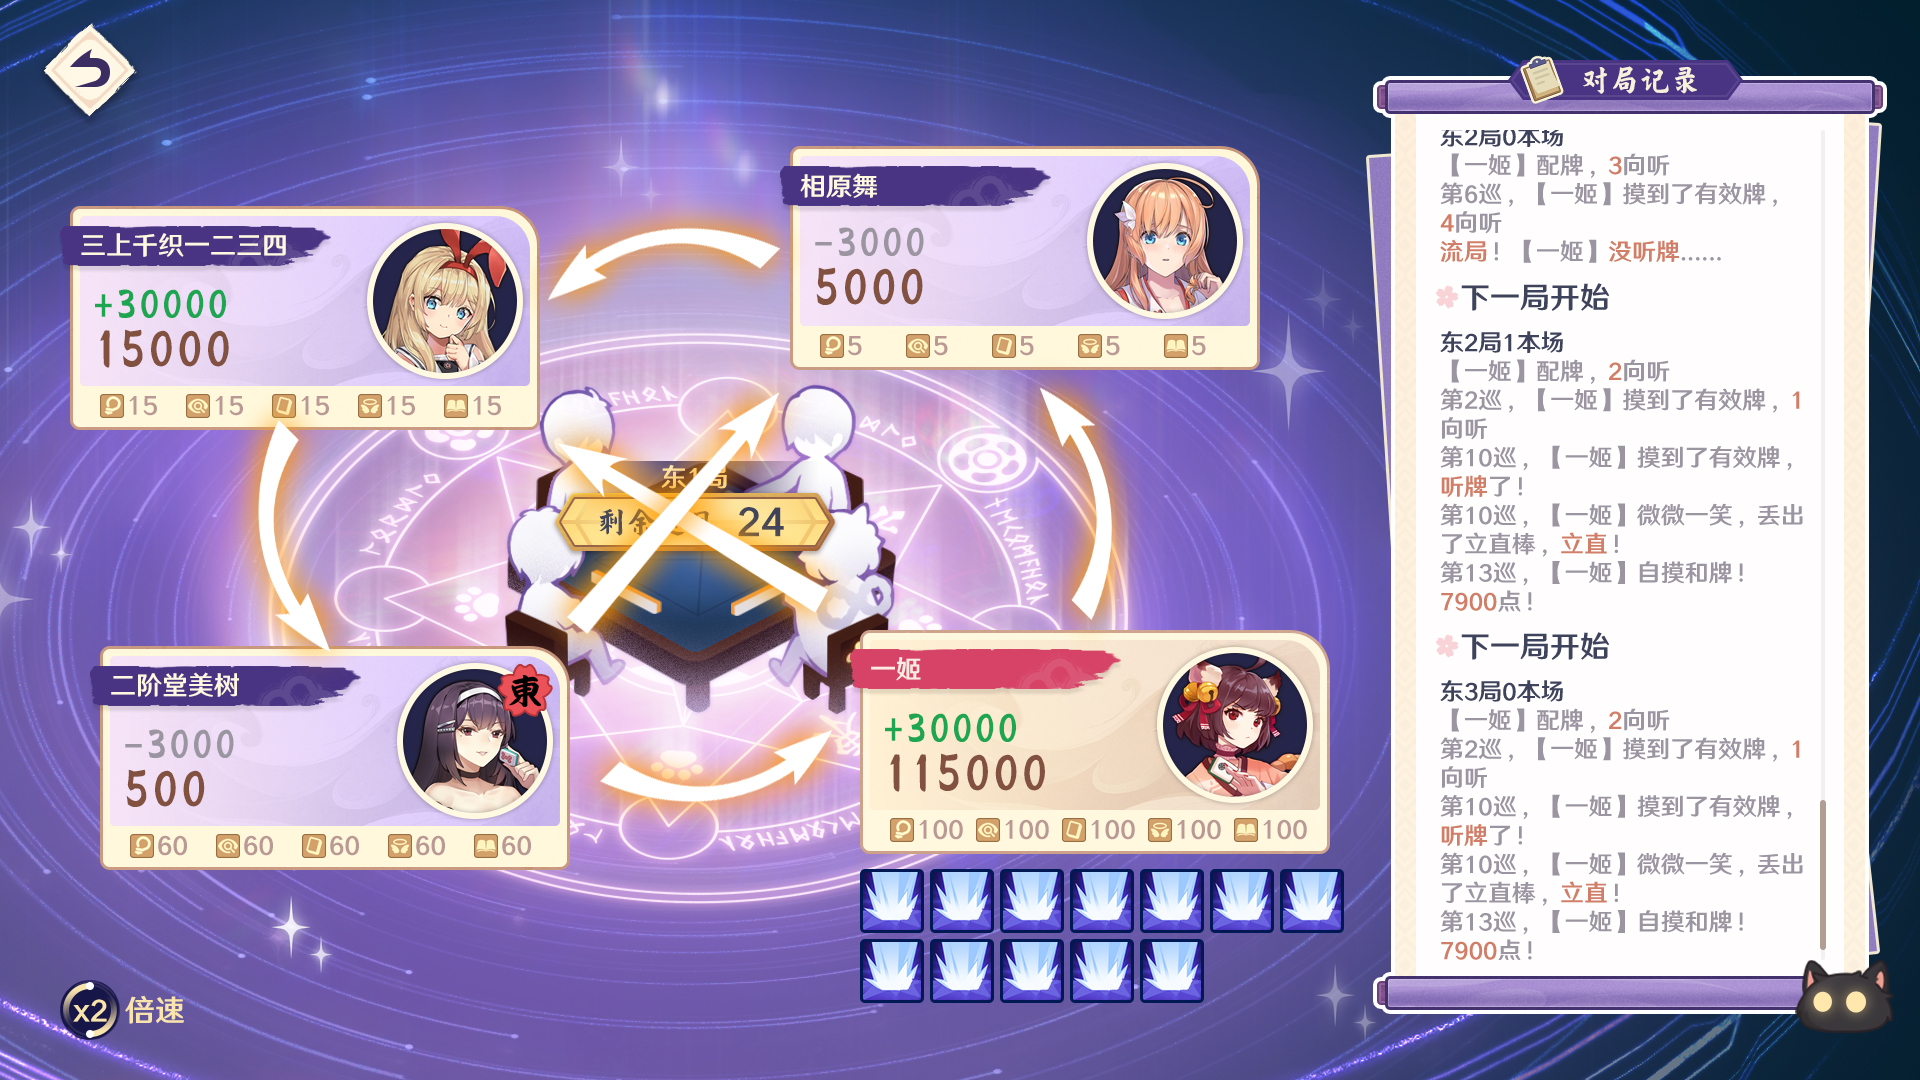 相原舞
-3000
5000
5 5 5 5 5
三上千织一二三四
+30000
15000
15 15 15 15 15
东1局
剩余 24
二阶堂美树
東
-3000
500
60 60 60 60 60
一姬
+30000
115000
100 100 100 100 100
x2 倍速
对局记录
东2局0本场
【一姬】配牌，3向听
第6巡，【一姬】摸到了有效牌，
4向听
流局！【一姬】没听牌……
下一局开始
东2局1本场
【一姬】配牌，2向听
第2巡，【一姬】摸到了有效牌，1
向听
第10巡，【一姬】摸到了有效牌，
听牌了！
第10巡，【一姬】微微一笑，丢出
了立直棒，立直！
第13巡，【一姬】自摸和牌！
7900点！
下一局开始
东3局0本场
【一姬】配牌，2向听
第2巡，【一姬】摸到了有效牌，1
向听
第10巡，【一姬】摸到了有效牌，
听牌了！
第10巡，【一姬】微微一笑，丢出
了立直棒，立直！
第13巡，【一姬】自摸和牌！
7900点！